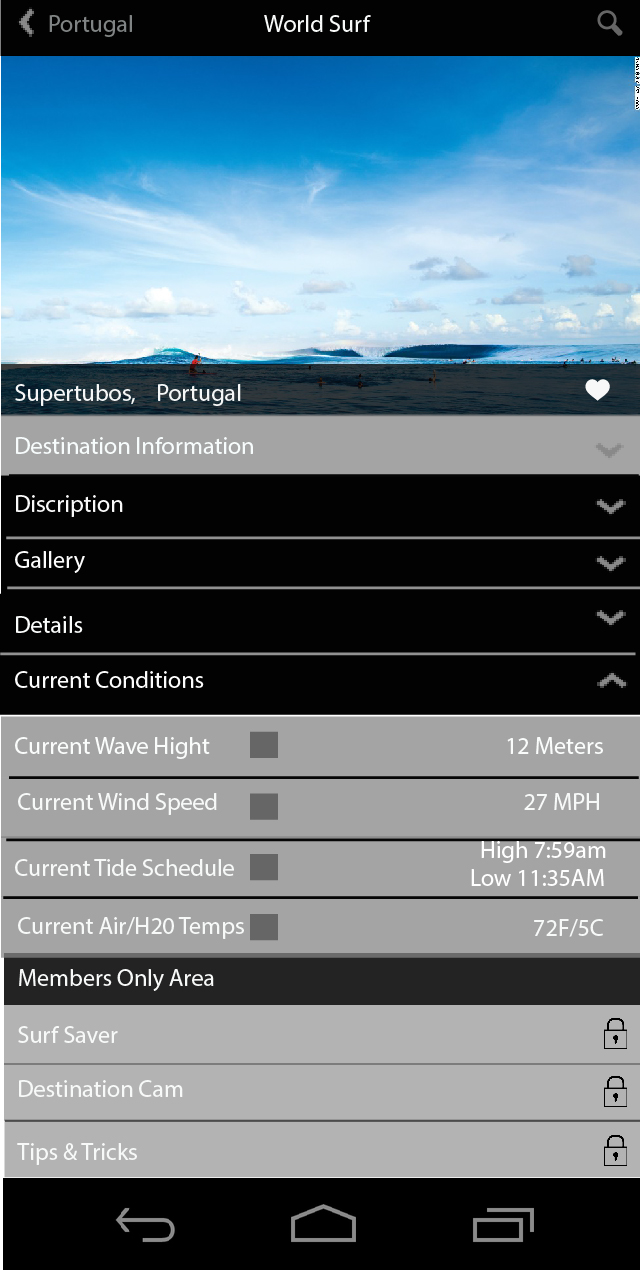 Portugal
World Surf
Supertubos, Portugal
Destination Information
Discription
Gallery
Details
Current Conditions
Current Wave Hight 12 Meters
Current Wind Speed 27 MPH
Current Tide Schedule High 7:59am
Low 11:35AM
Current Air/H20 Temps 72F/5C
Members Only Area
Surf Saver
Destination Cam
Tips & Tricks